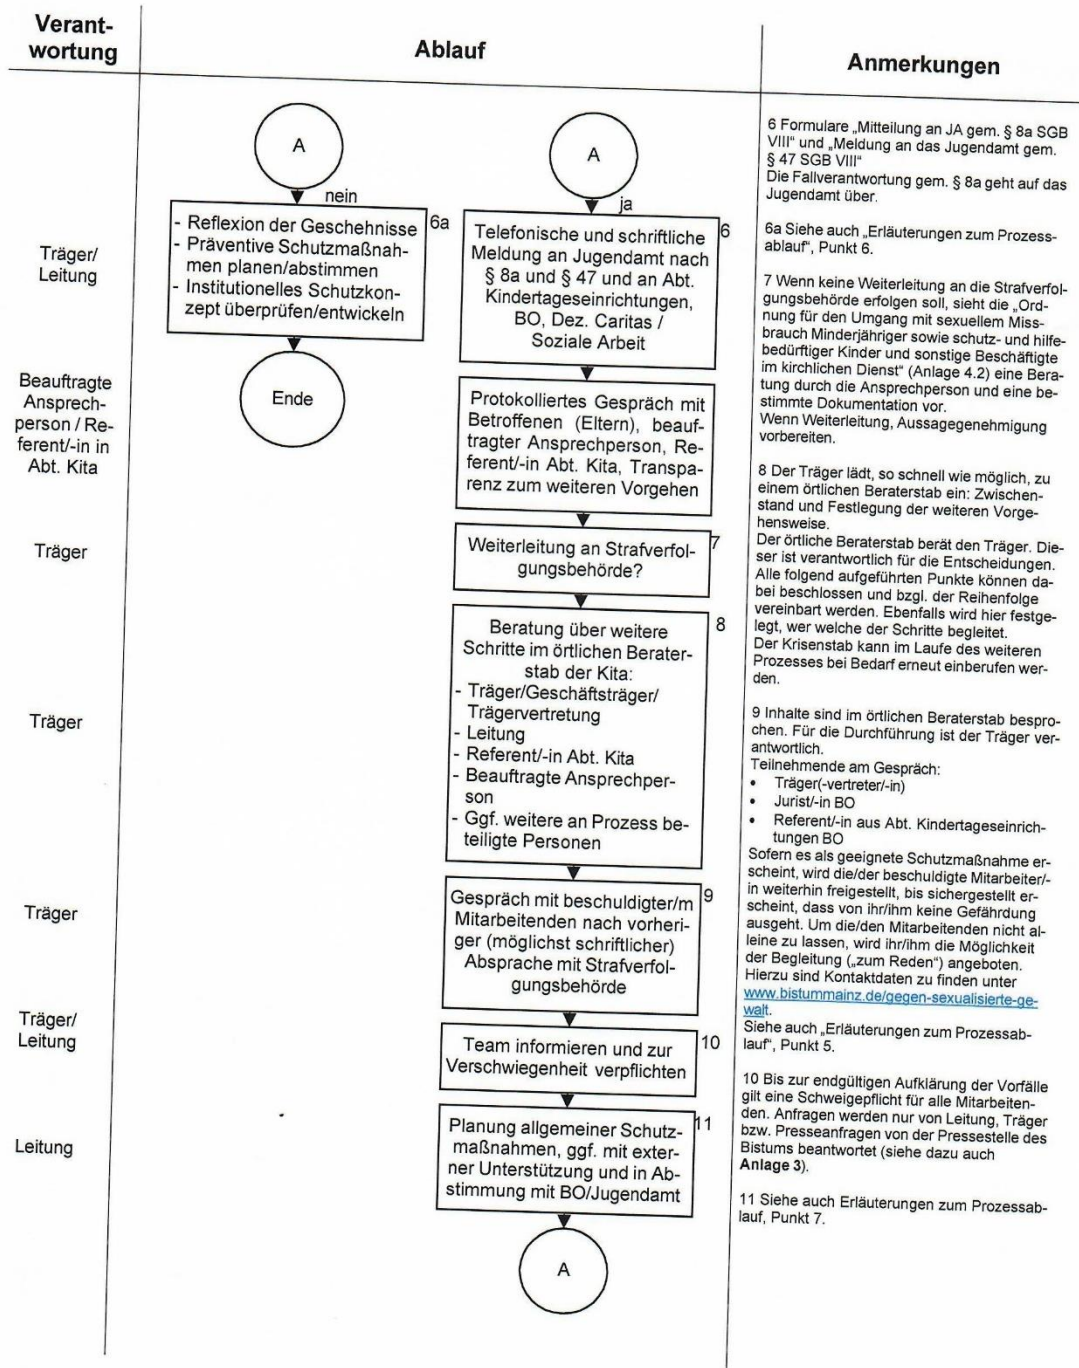 Verant-
wortung
Ablauf
Anmerkungen
A
nein
- Reflexion der Geschehnisse
- Präventive Schutzmaßnah-
men planen/abstimmen
- Institutionelles Schutzkon-
zept überprüfen/entwickeln
6a
Ende
A
ja
Träger/
Leitung
Telefonische und schriftliche
Meldung an Jugendamt nach
§ 8a und § 47 und an Abt.
Kindertageseinrichtungen,
BO, Dez. Caritas /
Soziale Arbeit
6
Beauftragte
Ansprech-
person / Re-
ferent/-in in
Abt. Kita
Protokolliertes Gespräch mit
Betroffenen (Eltern), beauf-
tragter Ansprechperson, Re-
ferent/-in Abt. Kita, Transpa-
renz zum weiteren Vorgehen
Träger
Weiterleitung an Strafverfol-
gungsbehörde?
7
Träger
Beratung über weitere
Schritte im örtlichen Berater-
stab der Kita:
- Träger/Geschäftsträger/
Trägervertretung
- Leitung
- Referent/-in Abt. Kita
- Beauftragte Ansprechper-
son
- Ggf. weitere an Prozess be-
teiligte Personen
8
Träger
Gespräch mit beschuldigter/m
Mitarbeitenden nach vorheri-
ger (möglichst schriftlicher)
Absprache mit Strafverfol-
gungsbehörde
9
Träger/
Leitung
Team informieren und zur
Verschwiegenheit verpflichten
10
Leitung
Planung allgemeiner Schutz-
maßnahmen, ggf. mit exter-
ner Unterstützung und in Ab-
stimmung mit BO/Jugendamt
11
A
6 Formulare „Mitteilung an JA gem. § 8a SGB
VIII“ und „Meldung an das Jugendamt gem.
§ 47 SGB VIII“
Die Fallverantwortung gem. § 8a geht auf das
Jugendamt über.
6a Siehe auch „Erläuterungen zum Prozess-
ablauf“, Punkt 6.
7 Wenn keine Weiterleitung an die Strafverfol-
gungsbehörde erfolgen soll, sieht die „Ord-
nung für den Umgang mit sexuellem Miss-
brauch Minderjähriger sowie schutz- und hilfe-
bedürftiger Kinder und sonstige Beschäftigte
im kirchlichen Dienst“ (Anlage 4.2) eine Bera-
tung durch die Ansprechperson und eine be-
stimmte Dokumentation vor.
Wenn Weiterleitung, Aussagegenehmigung
vorbereiten.
8 Der Träger lädt, so schnell wie möglich, zu
einem örtlichen Beraterstab ein: Zwischen-
stand und Festlegung der weiteren Vorge-
hensweise.
Der örtliche Beraterstab berät den Träger. Die-
ser ist verantwortlich für die Entscheidungen.
Alle folgend aufgeführten Punkte können da-
bei beschlossen und bzgl. der Reihenfolge
vereinbart werden. Ebenfalls wird hier festge-
legt, wer welche der Schritte begleitet.
Der Krisenstab kann im Laufe des weiteren
Prozesses bei Bedarf erneut einberufen wer-
den.
9 Inhalte sind im örtlichen Beraterstab bespro-
chen. Für die Durchführung ist der Träger ver-
antwortlich.
Teilnehmende am Gespräch:
• Träger(-vertreter/-in)
• Jurist/-in BO
• Referent/-in aus Abt. Kindertageseinrich-
tungen BO
Sofern es als geeignete Schutzmaßnahme er-
scheint, wird die/der beschuldigte Mitarbeiter/-
in weiterhin freigestellt, bis sichergestellt er-
scheint, dass von ihr/ihm keine Gefährdung
ausgeht. Um die/den Mitarbeitenden nicht al-
leine zu lassen, wird ihr/ihm die Möglichkeit
der Begleitung („zum Reden“) angeboten.
Hierzu sind Kontaktdaten zu finden unter
www.bistummainz.de/gegen-sexualisierte-ge-
walt.
Siehe auch „Erläuterungen zum Prozessab-
lauf“, Punkt 5.
10 Bis zur endgültigen Aufklärung der Vorfälle
gilt eine Schweigepflicht für alle Mitarbeiten-
den. Anfragen werden nur von Leitung, Träger
bzw. Presseanfragen von der Pressestelle des
Bistums beantwortet (siehe dazu auch
Anlage 3).
11 Siehe auch Erläuterungen zum Prozessab-
lauf, Punkt 7.